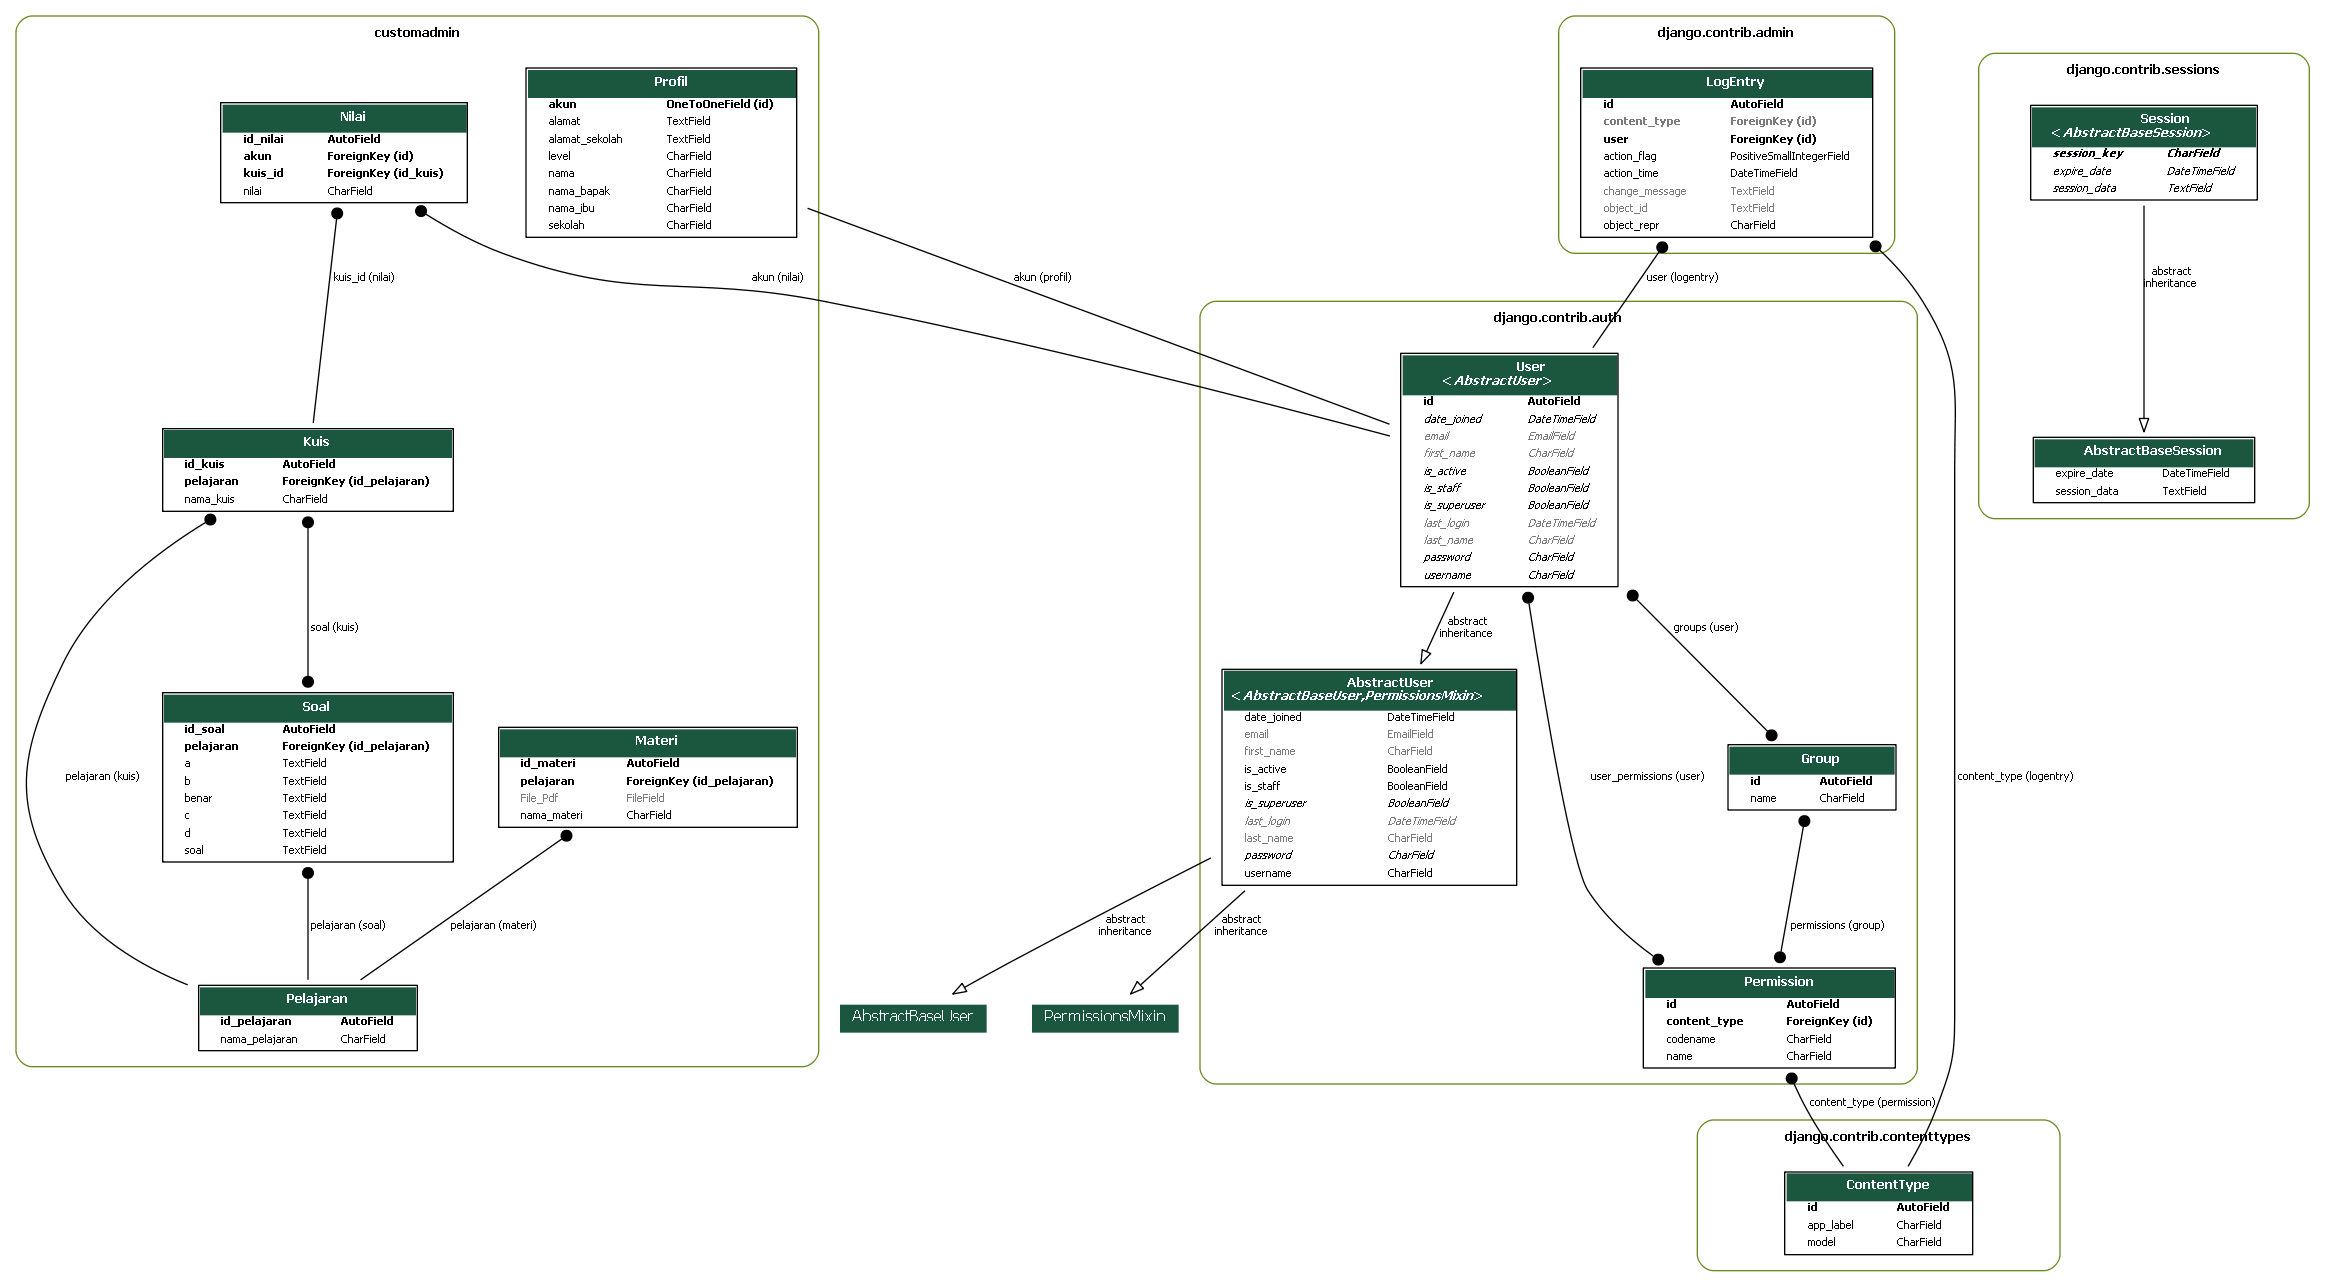 customadmin
Nilai
id_nilai AutoField
akun ForeignKey (id)
kuis_id ForeignKey (id_kuis)
nilai CharField
Profil
akun OneToOneField (id)
alamat TextField
alamat_sekolah TextField
level CharField
nama CharField
nama_bapak CharField
nama_ibu CharField
sekolah CharField
kuis_id (nilai)
akun (nilai)
akun (profil)
Kuis
id_kuis AutoField
pelajaran ForeignKey (id_pelajaran)
nama_kuis CharField
soal (kuis)
pelajaran (kuis)
Soal
id_soal AutoField
pelajaran ForeignKey (id_pelajaran)
a TextField
b TextField
benar TextField
c TextField
d TextField
soal TextField
Materi
id_materi AutoField
pelajaran ForeignKey (id_pelajaran)
File_Pdf FileField
nama_materi CharField
pelajaran (soal)
pelajaran (materi)
Pelajaran
id_pelajaran AutoField
nama_pelajaran CharField
django.contrib.admin
LogEntry
id AutoField
content_type ForeignKey (id)
user ForeignKey (id)
action_flag PositiveSmallIntegerField
action_time DateTimeField
change_message TextField
object_id TextField
object_repr CharField
user (logentry)
django.contrib.auth
User
<AbstractUser>
id AutoField
date_joined DateTimeField
email EmailField
first_name CharField
is_active BooleanField
is_staff BooleanField
is_superuser BooleanField
last_login DateTimeField
last_name CharField
password CharField
username CharField
abstract
inheritance
groups (user)
AbstractUser
<AbstractBaseUser,PermissionsMixin>
date_joined DateTimeField
email EmailField
first_name CharField
is_active BooleanField
is_staff BooleanField
is_superuser BooleanField
last_login DateTimeField
last_name CharField
password CharField
username CharField
user_permissions (user)
content_type (logentry)
Group
id AutoField
name CharField
abstract
inheritance
abstract
inheritance
permissions (group)
AbstractBaseUser
PermissionsMixin
Permission
id AutoField
content_type ForeignKey (id)
codename CharField
name CharField
content_type (permission)
django.contrib.contenttypes
ContentType
id AutoField
app_label CharField
model CharField
django.contrib.sessions
Session
<AbstractBaseSession>
session_key CharField
expire_date DateTimeField
session_data TextField
abstract
inheritance
AbstractBaseSession
expire_date DateTimeField
session_data TextField